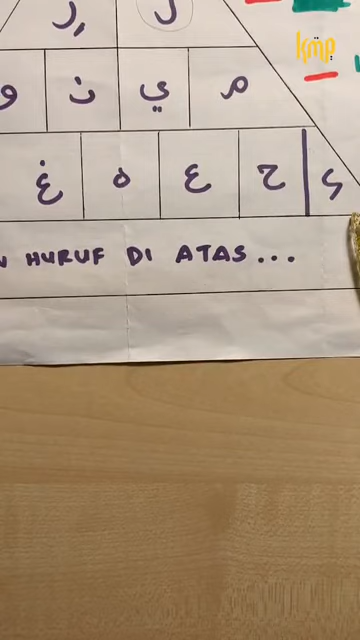 ل ر
م ي ن و
ء ح ع ه غ
HURUF DI ATAS...